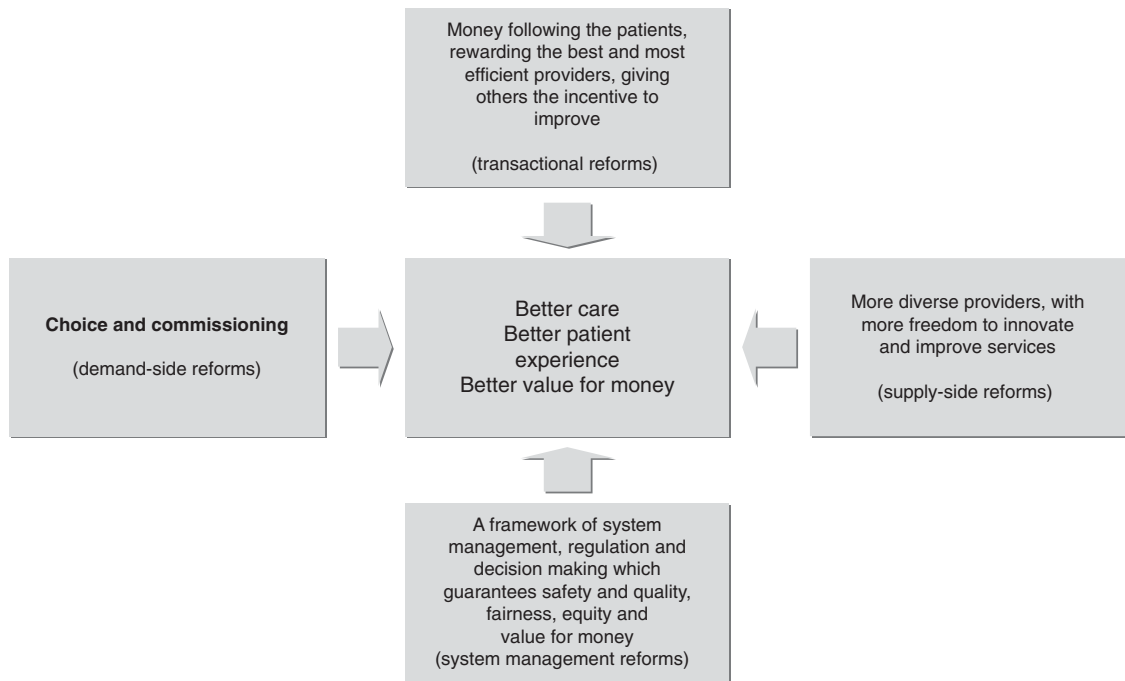 Money following the patients,
rewarding the best and most
efficient providers, giving
others the incentive to
improve
(transactional reforms)
Choice and commissioning
(demand-side reforms)
Better care
Better patient
experience
Better value for money
More diverse providers, with
more freedom to innovate
and improve services
(supply-side reforms)
A framework of system
management, regulation and
decision making which
guarantees safety and quality,
fairness, equity and
value for money
(system management reforms)